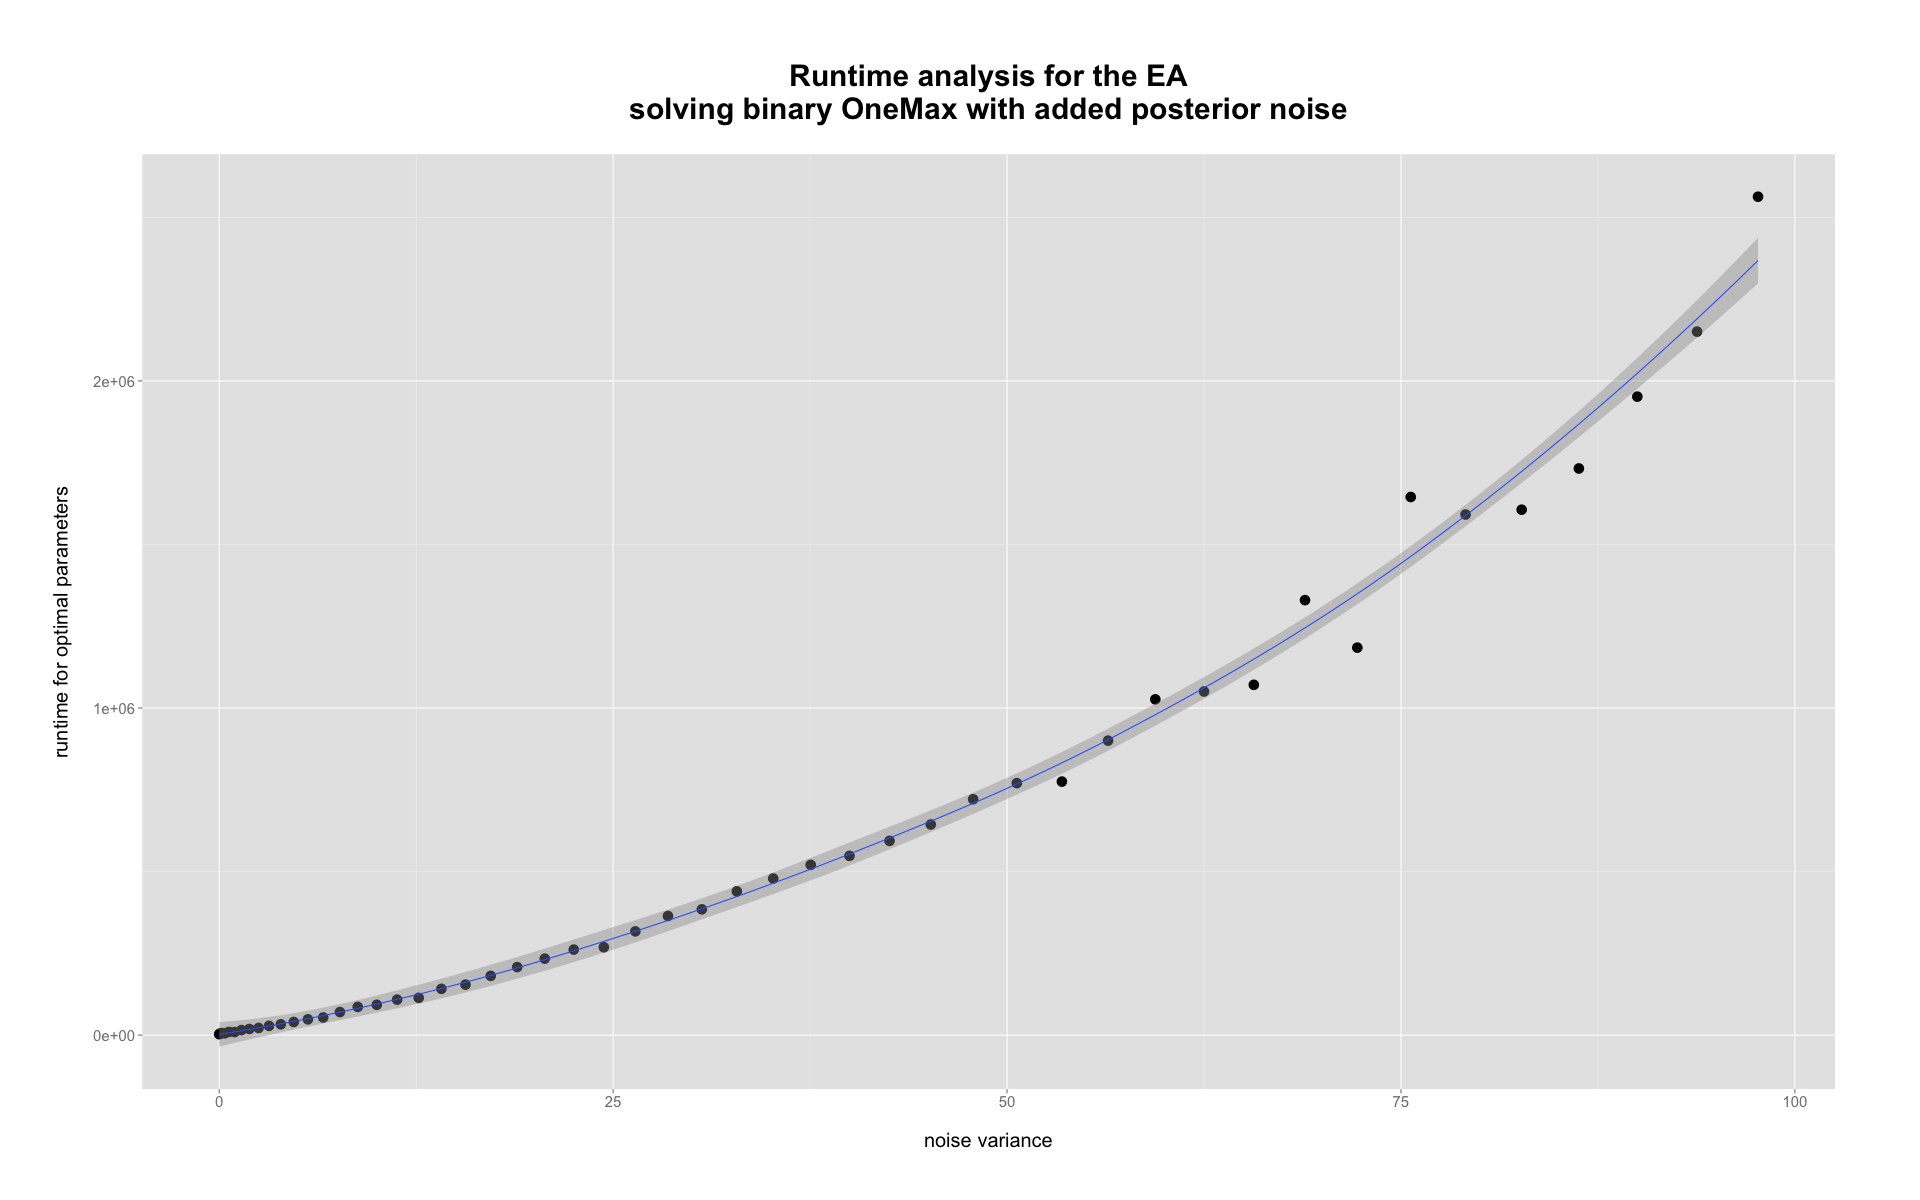 Runtime analysis for the EA
solving binary OneMax with added posterior noise
runtime for optimal parameters
2e+06
1e+06
0e+00
0
25
50
75
100
noise variance